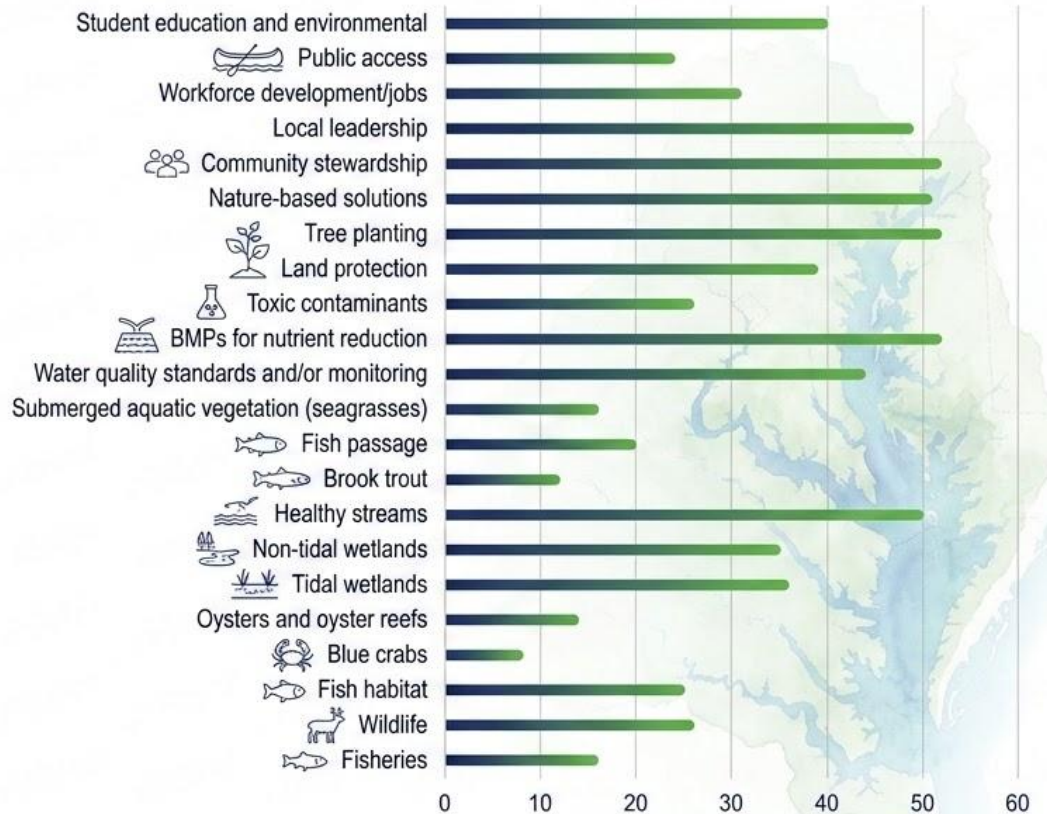 Student education and environmental
Public access
Workforce development/jobs
Local leadership
Community stewardship
Nature-based solutions
Tree planting
Land protection
Toxic contaminants
BMPs for nutrient reduction
Water quality standards and/or monitoring
Submerged aquatic vegetation (seagrasses)
Fish passage
Brook trout
Healthy streams
Non-tidal wetlands
Tidal wetlands
Oysters and oyster reefs
Blue crabs
Fish habitat
Wildlife
Fisheries
0 10 20 30 40 50 60